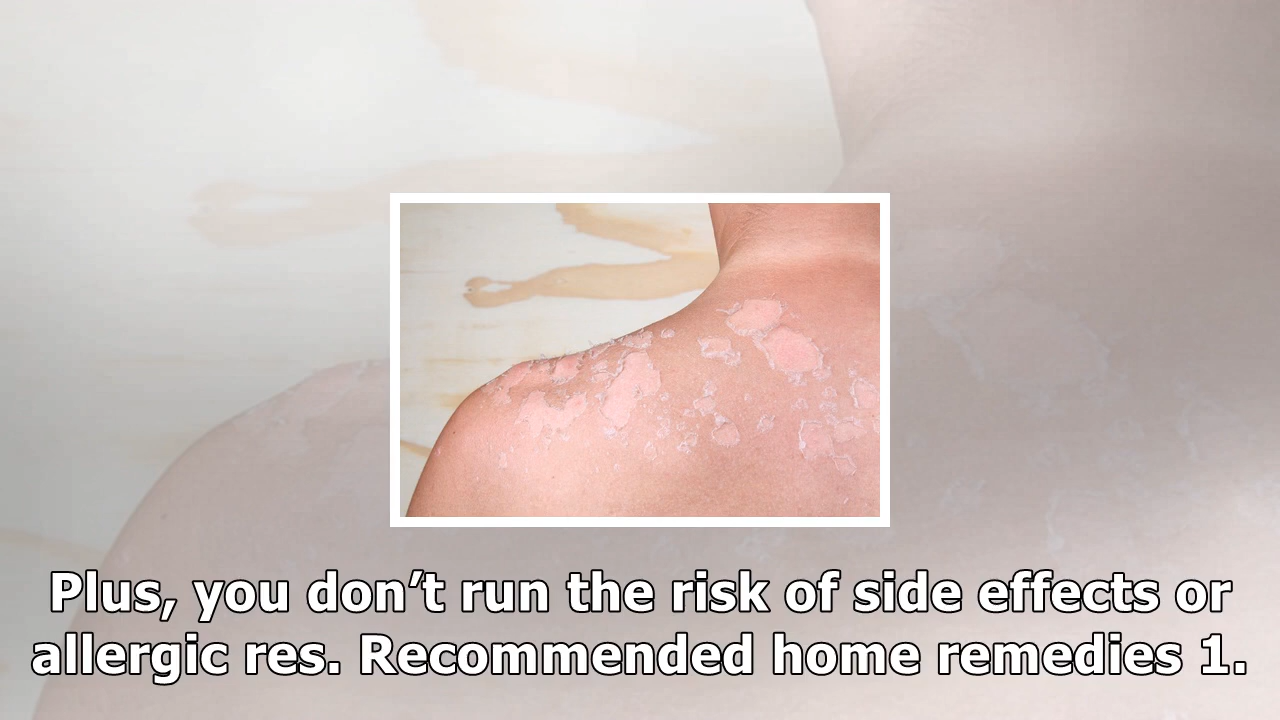 Plus, you don’t run the risk of side effects or
allergic res. Recommended home remedies 1.